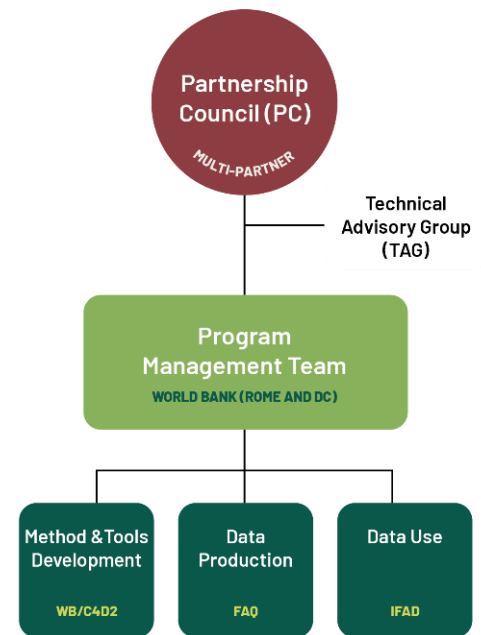 Partnership
Council (PC)
MULTI-PARTNER
Technical
Advisory Group
(TAG)
Program
Management Team
WORLD BANK (ROME AND DC)
Method &Tools
Development
WB/C4D2
Data
Production
FAQ
Data Use
IFAD